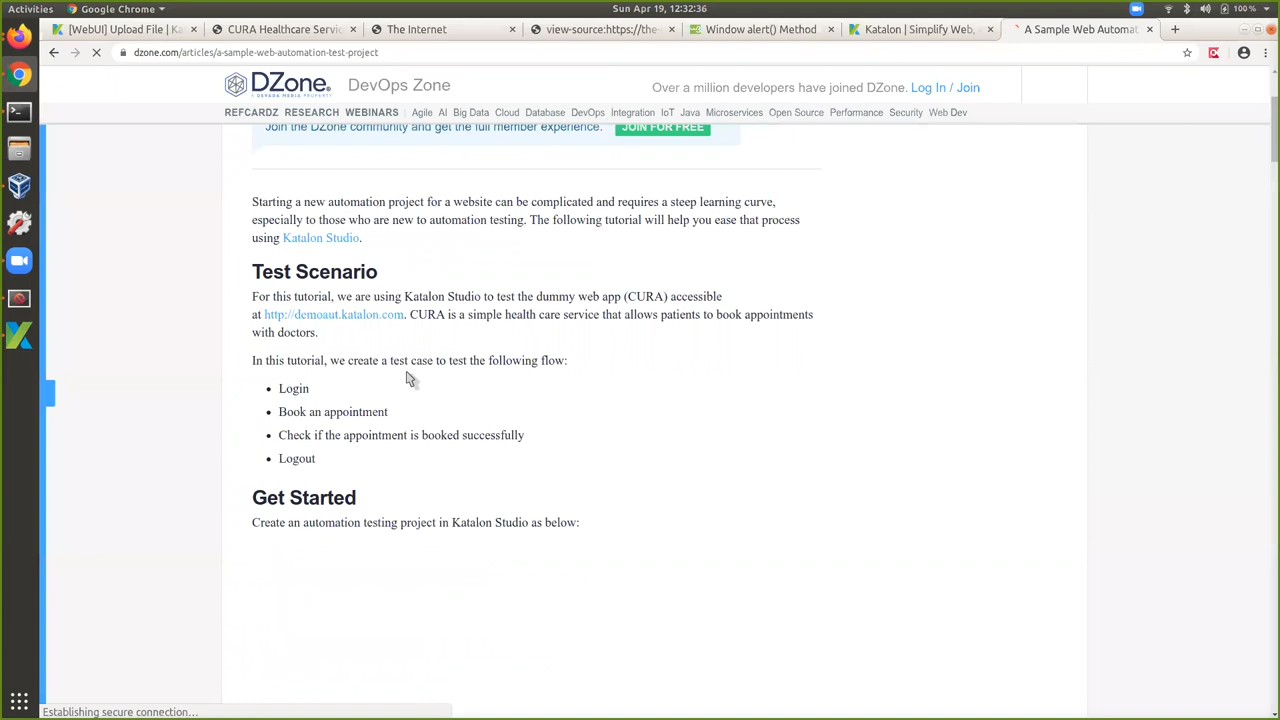 Activities
Google Chrome
Sun Apr 19, 12:32:36
100 %
[WebUI] Upload File | Ka
CURA Healthcare Servic
The Internet
view-source:https://the
Window alert() Method
Katalon | Simplify Web,
A Sample Web Automat
dzone.com/articles/a-sample-web-automation-test-project
DZone.
A DEVADA MEDIA PROPERTY
DevOps Zone
Over a million developers have joined DZone. Log In / Join
REFCARDZ RESEARCH WEBINARS Agile AI Big Data Cloud Database DevOps Integration IoT Java Microservices Open Source Performance Security Web Dev
Join the DZone community and get the full member experience.
JOIN FOR FREE
Starting a new automation project for a website can be complicated and requires a steep learning curve,
especially to those who are new to automation testing. The following tutorial will help you ease that process
using Katalon Studio.
Test Scenario
For this tutorial, we are using Katalon Studio to test the dummy web app (CURA) accessible
at http://demoaut.katalon.com. CURA is a simple health care service that allows patients to book appointments
with doctors.
In this tutorial, we create a test case to test the following flow:
• Login
• Book an appointment
• Check if the appointment is booked successfully
• Logout
Get Started
Create an automation testing project in Katalon Studio as below:
Establishing secure connection...